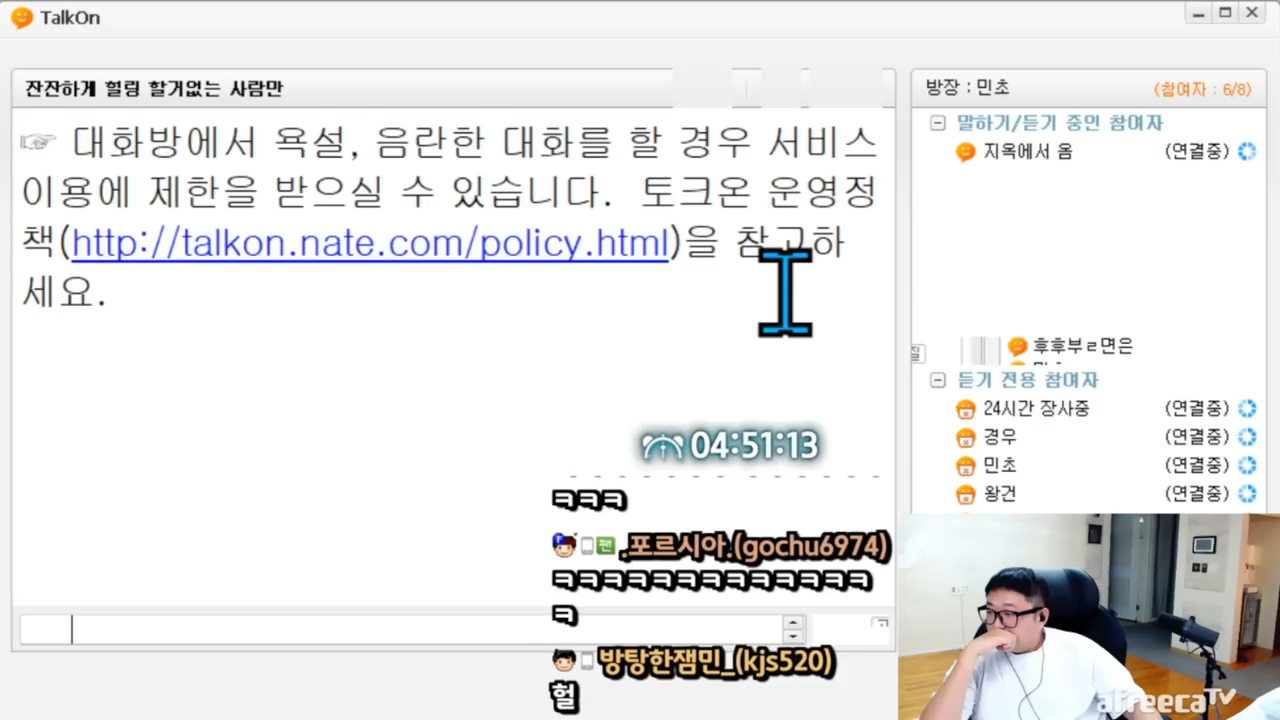 TalkOn
잔잔하게 힐링 할거없는 사람만
☞ 대화방에서 욕설, 음란한 대화를 할 경우 서비스
이용에 제한을 받으실 수 있습니다. 토크온 운영정
책(http://talkon.nate.com/policy.html)을 참고하
세요.
방장 : 민초 (참여자 : 6/8)
말하기/듣기 중인 참여자
지옥에서 옴 (연결중)
후후부ㄹ면은
듣기 전용 참여자
24시간 장사중 (연결중)
경우 (연결중)
민초 (연결중)
왕건 (연결중)
04:51:13
ㅋㅋㅋ
.포르시아.(gochu6974)
ㅋㅋㅋㅋㅋㅋㅋㅋㅋㅋㅋㅋㅋ
ㅋ
방탕한잼민_(kjs520)
헐
afreecaTV